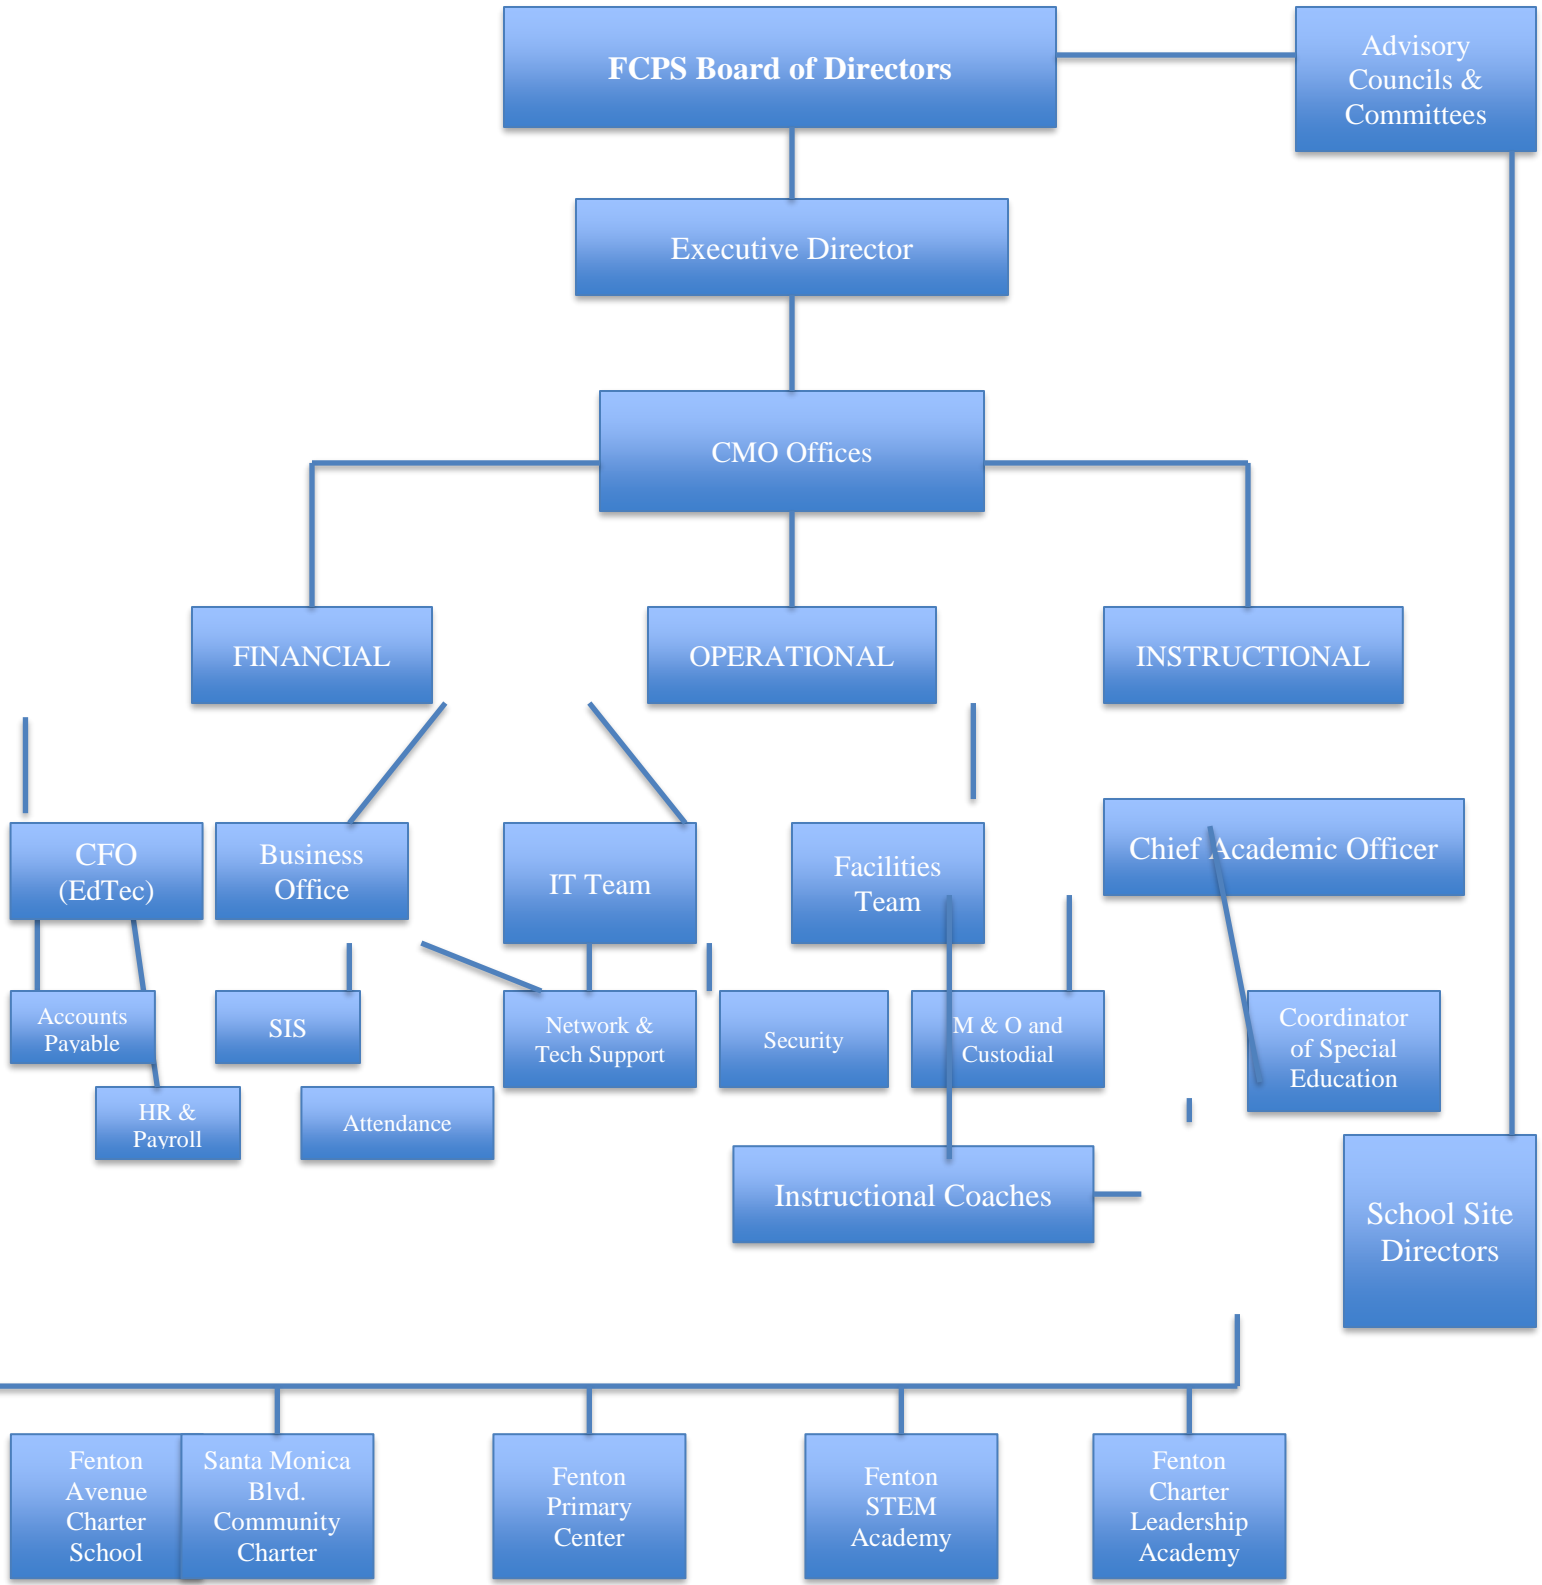 FCPS Board of Directors
Advisory
Councils &
Committees
Executive Director
CMO Offices
FINANCIAL
OPERATIONAL
INSTRUCTIONAL
CFO
(EdTec)
Business
Office
IT Team
Facilities
Team
Chief Academic Officer
Accounts
Payable
SIS
Network &
Tech Support
Security
M & O and
Custodial
Coordinator
of Special
Education
HR &
Payroll
Attendance
Instructional Coaches
School Site
Directors
Fenton
Avenue
Charter
School
Santa Monica
Blvd.
Community
Charter
Fenton
Primary
Center
Fenton
STEM
Academy
Fenton
Charter
Leadership
Academy